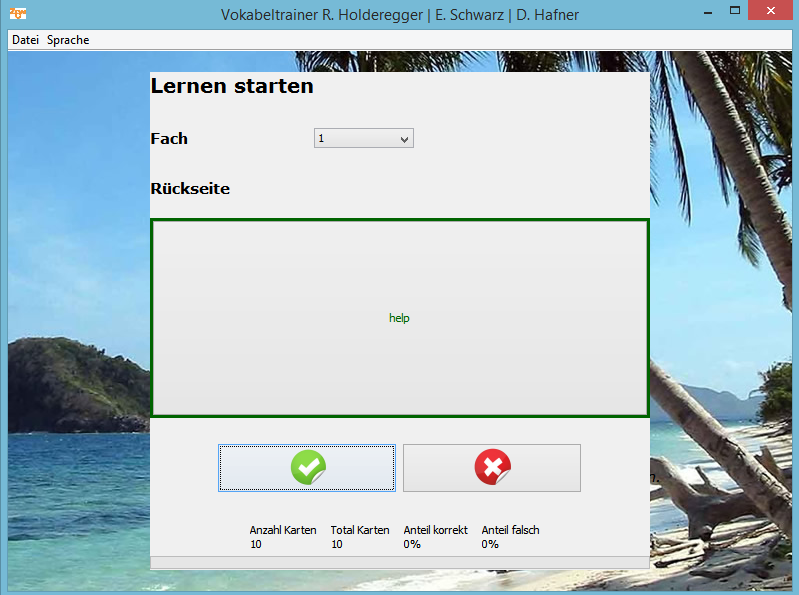 Vokabeltrainer R. Holderegger | E. Schwarz | D. Hafner
Datei Sprache
Lernen starten
Fach 1
Rückseite
help
Anzahl Karten Total Karten Anteil korrekt Anteil falsch
10 10 0% 0%